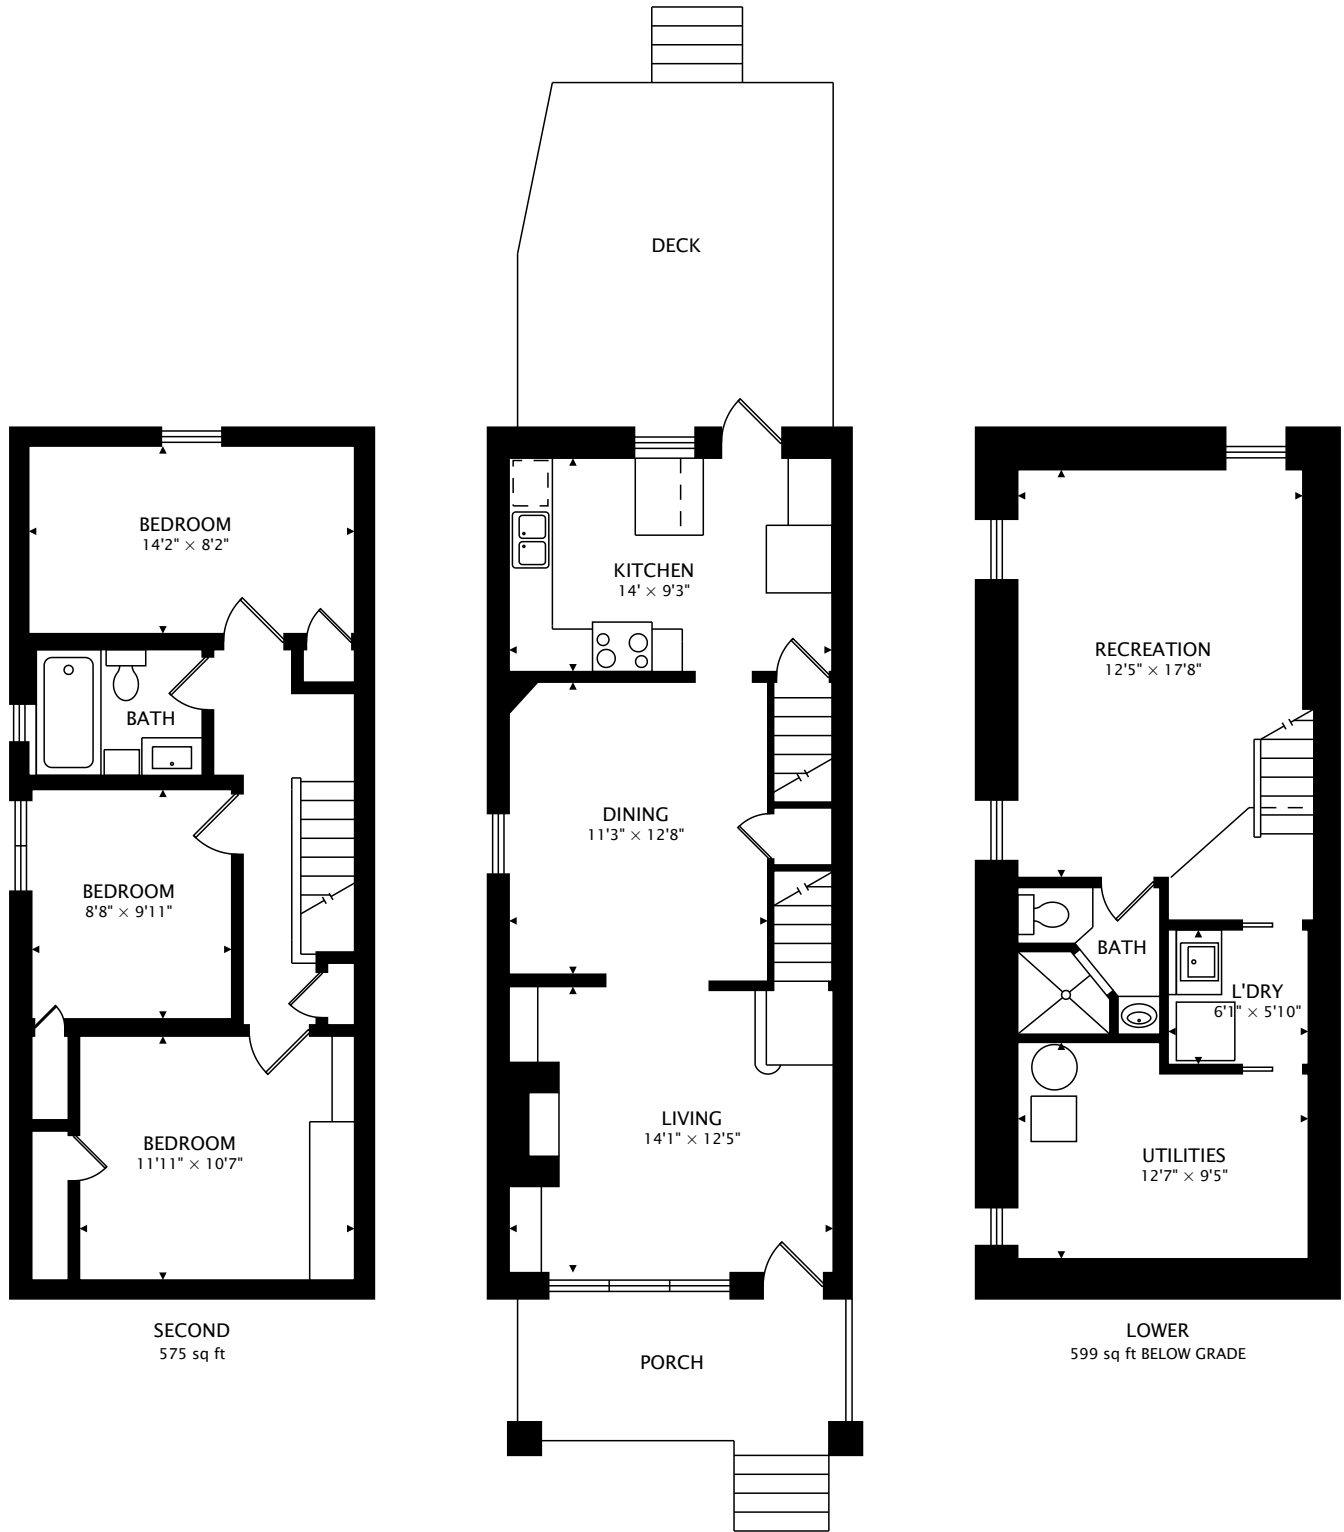 BEDROOM
14'2" × 8'2"
BATH
BEDROOM
8'8" × 9'11"
BEDROOM
11'11" × 10'7"
SECOND
575 sq ft
DECK
KITCHEN
14' × 9'3"
DINING
11'3" × 12'8"
LIVING
14'1" × 12'5"
PORCH
RECREATION
12'5" × 17'8"
BATH
L'DRY
6'1" × 5'10"
UTILITIES
12'7" × 9'5"
LOWER
599 sq ft BELOW GRADE